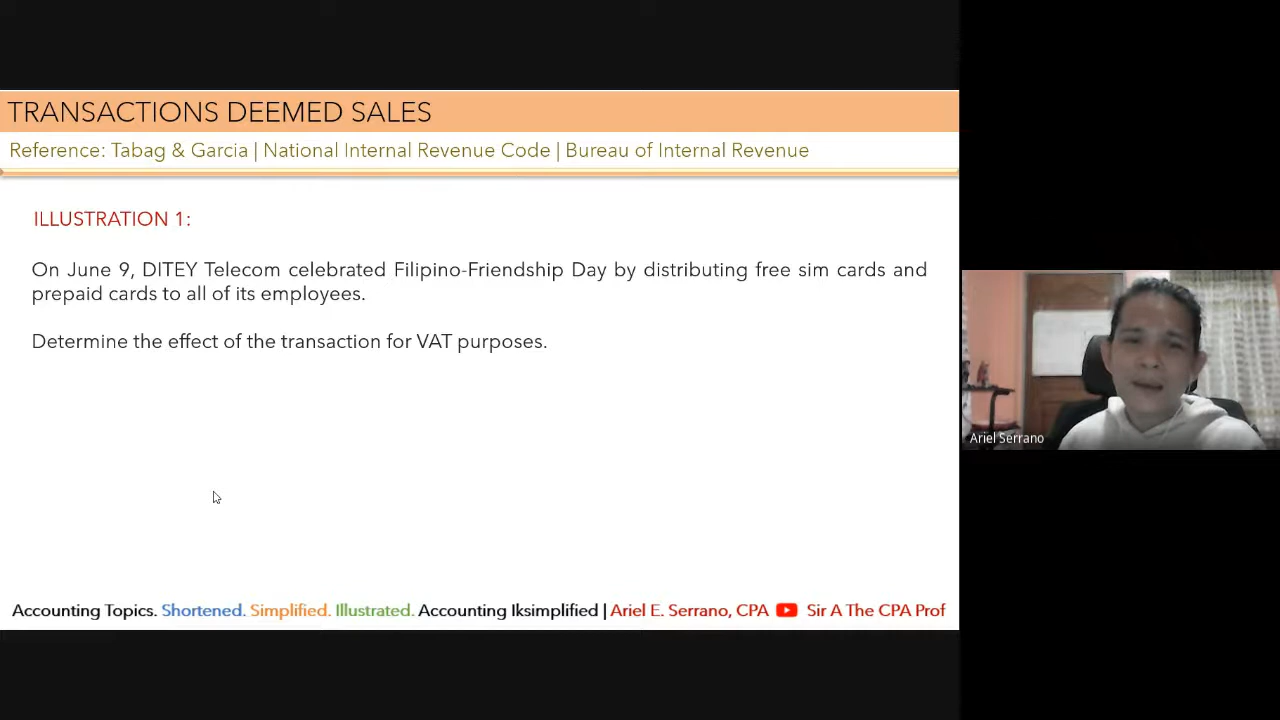 TRANSACTIONS DEEMED SALES
Reference: Tabag & Garcia | National Internal Revenue Code | Bureau of Internal Revenue
ILLUSTRATION 1:
On June 9, DITEY Telecom celebrated Filipino-Friendship Day by distributing free sim cards and
prepaid cards to all of its employees.
Determine the effect of the transaction for VAT purposes.
Ariel Serrano
Accounting Topics. Shortened. Simplified. Illustrated. Accounting Iksimplified | Ariel E. Serrano, CPA Sir A The CPA Prof